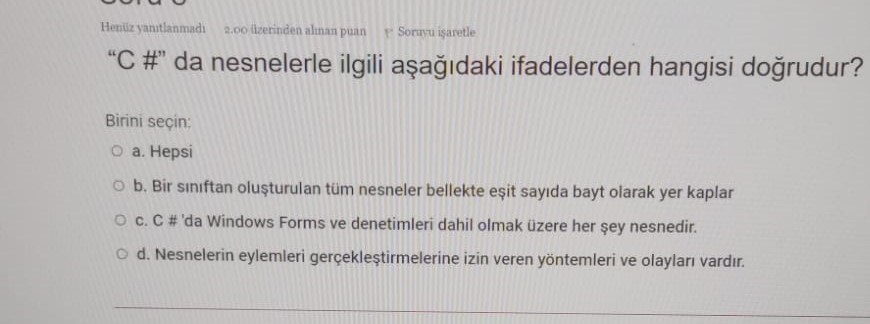 Henüz yanıtlanmadı 2.00 üzerinden alınan puan Soruyu işaretle
“C #” da nesnelerle ilgili aşağıdaki ifadelerden hangisi doğrudur?
Birini seçin:
a. Hepsi
b. Bir sınıftan oluşturulan tüm nesneler bellekte eşit sayıda bayt olarak yer kaplar
c. C # 'da Windows Forms ve denetimleri dahil olmak üzere her şey nesnedir.
d. Nesnelerin eylemleri gerçekleştirmelerine izin veren yöntemleri ve olayları vardır.